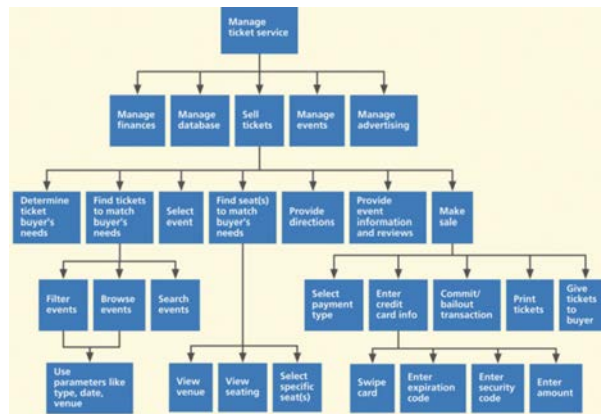 Manage
ticket service
Manage
finances
Manage
database
Sell
tickets
Manage
events
Manage
advertising
Determine
ticket
buyer's
needs
Find tickets
to match
buyer's
needs
Select
event
Find seat(s)
to match
buyer's
needs
Provide
directions
Provide
event
information
and reviews
Make
sale
Filter
events
Browse
events
Search
events
Select
payment
type
Enter
credit
card info
Commit/
bailout
transaction
Print
tickets
Give
tickets
to
buyer
Use
parameters like
type, date,
venue
View
venue
View
seating
Select
specific
seat(s)
Swipe
card
Enter
expiration
code
Enter
security
code
Enter
amount